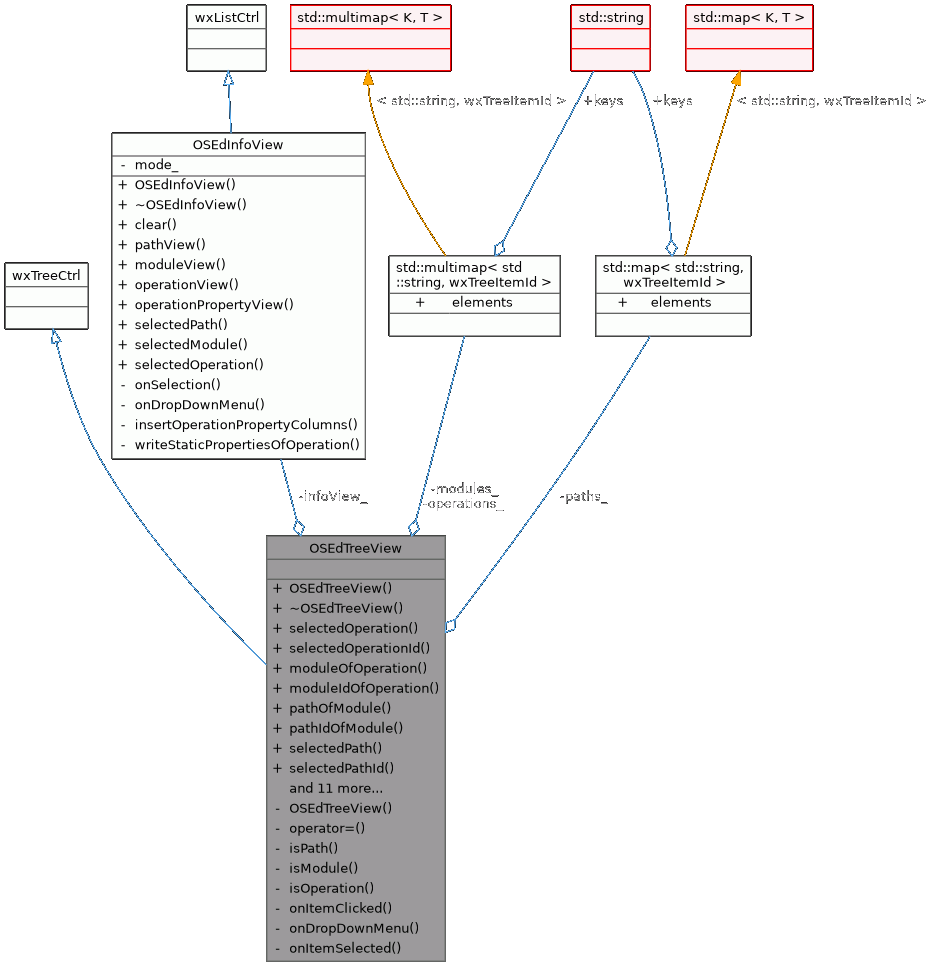 wxListCtrl
std::multimap< K, T >
std::string
std::map< K, T >
< std::string, wxTreeItemId >
+keys
+keys
< std::string, wxTreeItemId >
OSEdInfoView
- mode_
+ OSEdInfoView()
+ ~OSEdInfoView()
+ clear()
+ pathView()
+ moduleView()
+ operationView()
+ operationPropertyView()
+ selectedPath()
+ selectedModule()
+ selectedOperation()
- onSelection()
- onDropDownMenu()
- insertOperationPropertyColumns()
- writeStaticPropertiesOfOperation()
wxTreeCtrl
std::multimap< std
::string, wxTreeItemId >
+ elements
std::map< std::string,
wxTreeItemId >
+ elements
-infoView_
-modules_
-operations_
-paths_
OSEdTreeView
+ OSEdTreeView()
+ ~OSEdTreeView()
+ selectedOperation()
+ selectedOperationId()
+ moduleOfOperation()
+ moduleIdOfOperation()
+ pathOfModule()
+ pathIdOfModule()
+ selectedPath()
+ selectedPathId()
and 11 more...
- OSEdTreeView()
- operator=()
- isPath()
- isModule()
- isOperation()
- onItemClicked()
- onDropDownMenu()
- onItemSelected()